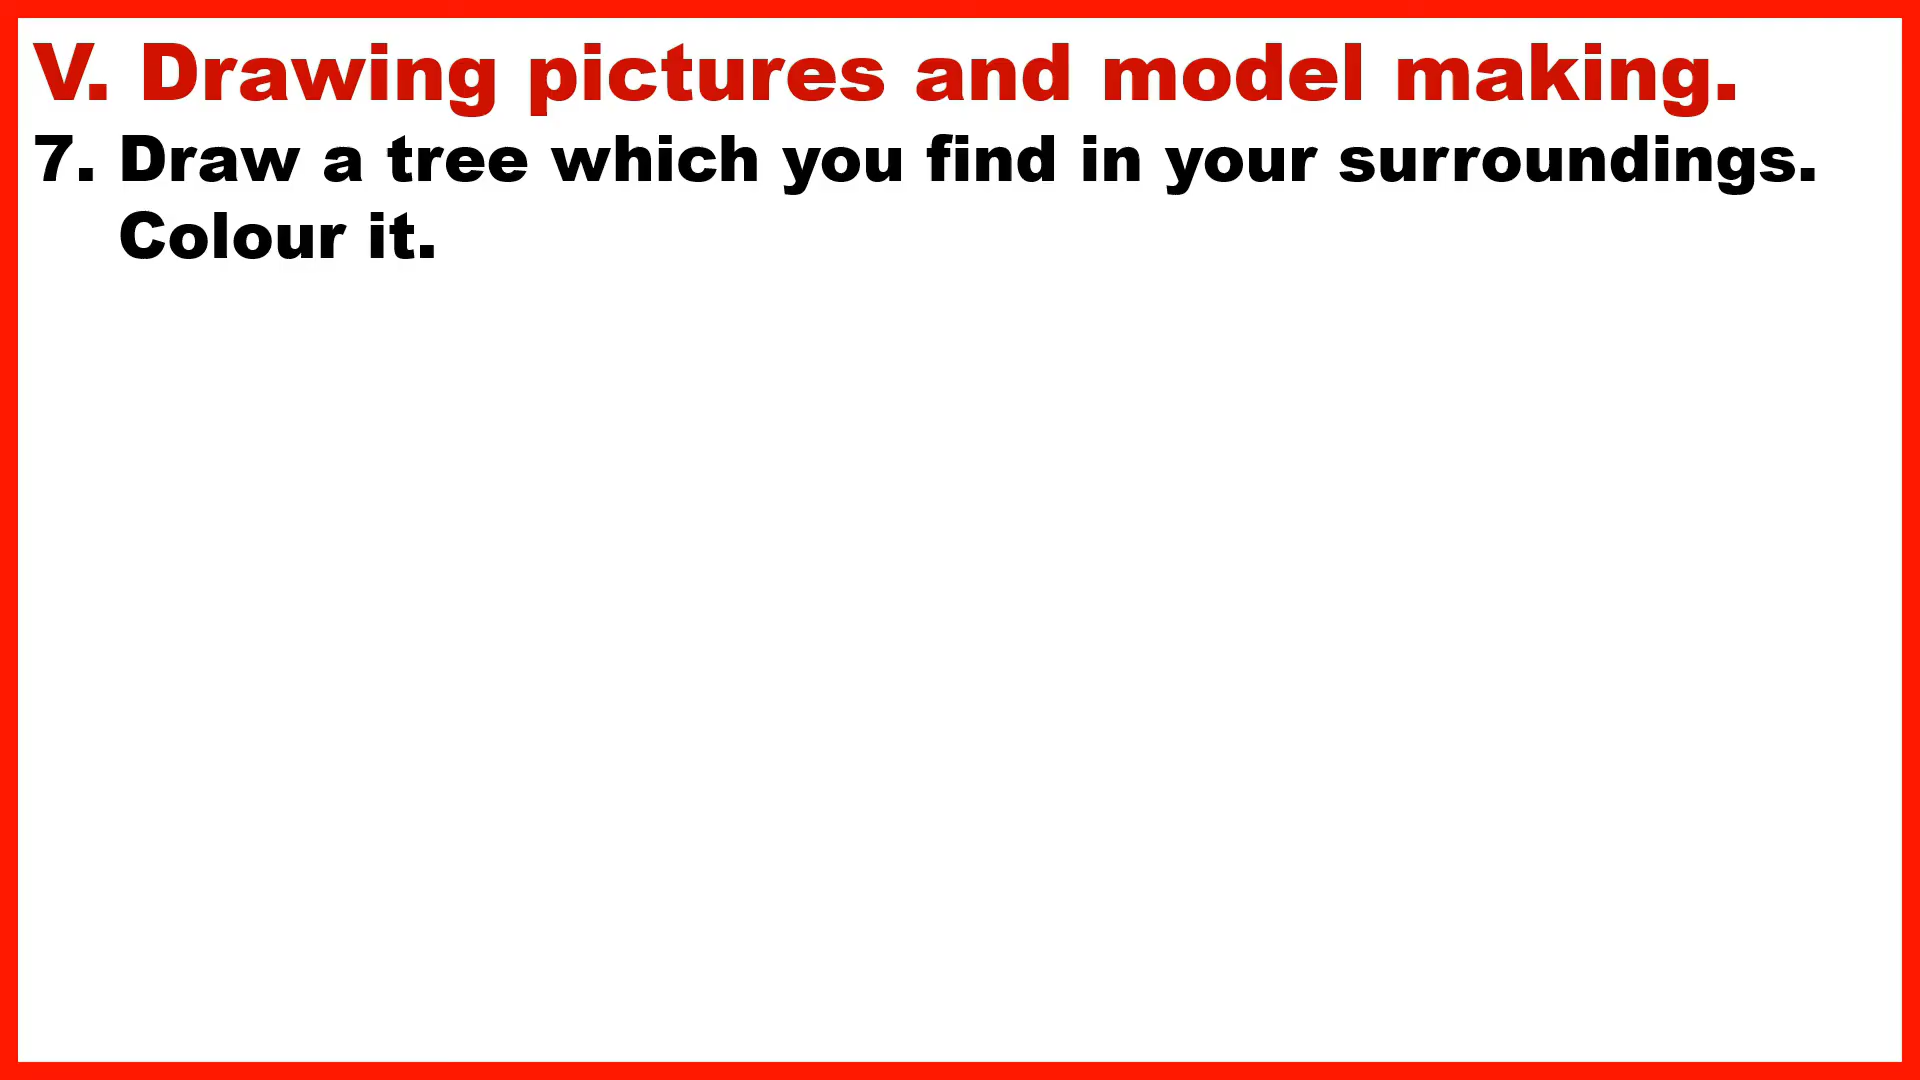 V. Drawing pictures and model making.
7. Draw a tree which you find in your surroundings.
Colour it.